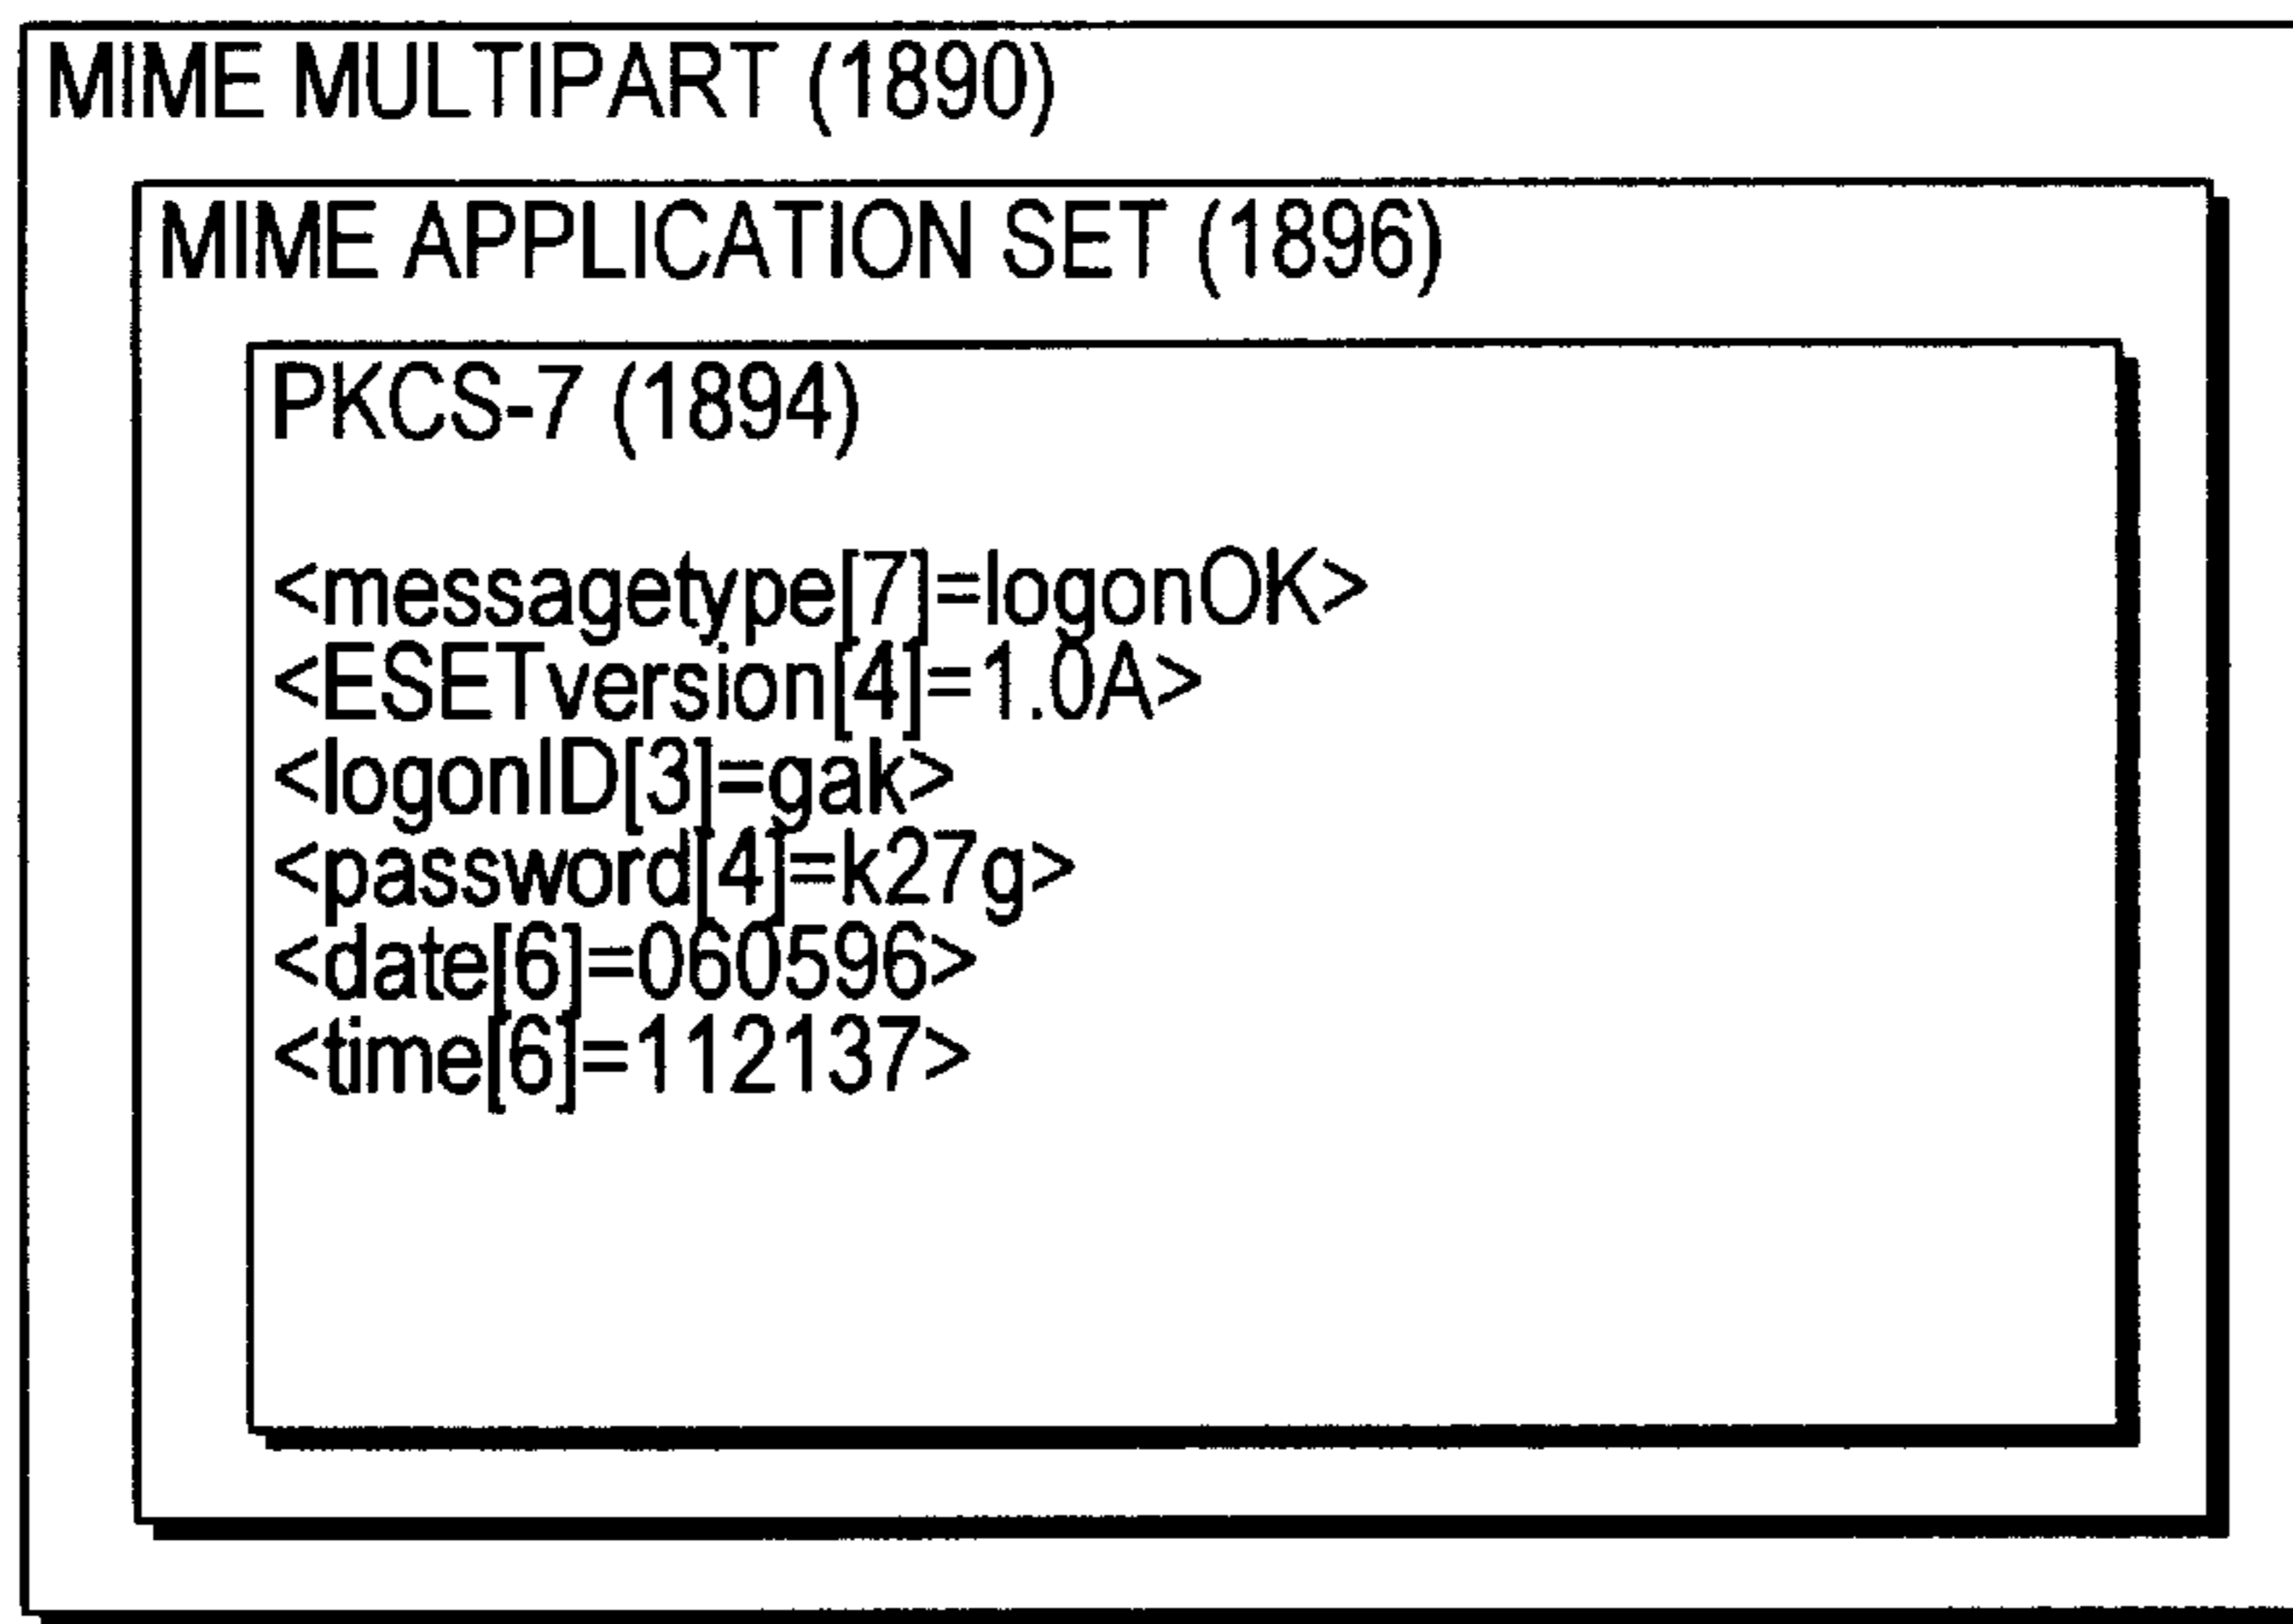 MIME MULTIPART (1890)
MIME APPLICATION SET (1896)
PKCS-7 (1894)
<messagetype[7]=logonOK>
<ESETversion[4]=1.0A>
<logonID[3]=gak>
<password[4]=k27g>
<date[6]=060596>
<time[6]=112137>